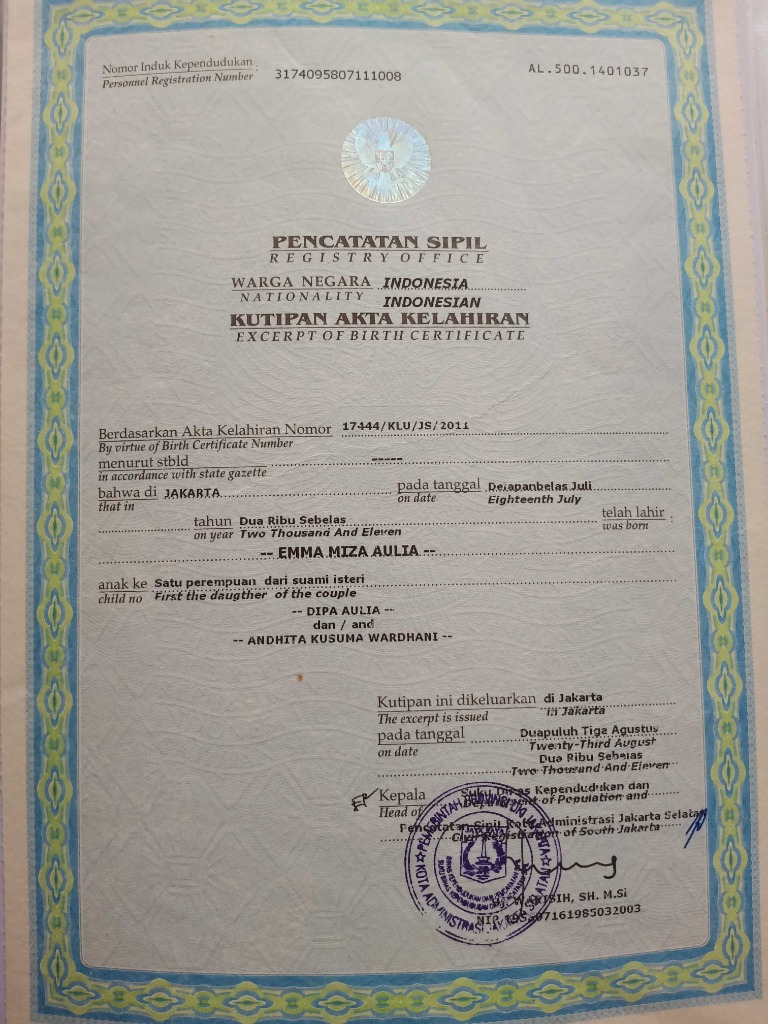 Nomor Induk Kependudukan : 3174095807111008
Personnel Registration Number
AL.500.1401037
PENCATATAN SIPIL
REGISTRY OFFICE
WARGA NEGARA INDONESIA
NATIONALITY INDONESIAN
KUTIPAN AKTA KELAHIRAN
EXCERPT OF BIRTH CERTIFICATE
Berdasarkan Akta Kelahiran Nomor 17444/KLU/JS/2011
By virtue of Birth Certificate Number
menurut stbld -----
in accordance with state gazette
bahwa di JAKARTA pada tanggal Delapanbelas Juli
that in on date Eighteenth July
tahun Dua Ribu Sebelas telah lahir :
on year Two Thousand And Eleven was born
-- EMMA MIZA AULIA --
anak ke Satu perempuan dari suami isteri
child no First the daugther of the couple
-- DIPA AULIA --
dan / and
-- ANDHITA KUSUMA WARDHANI --
Kutipan ini dikeluarkan di Jakarta
The excerpt is issued in Jakarta
pada tanggal Duapuluh Tiga Agustus
on date Twenty-Third August
Dua Ribu Sebelas
Two Thousand And Eleven
Kepala Suku Dinas Kependudukan dan
Head of Department of Population and
Pencatatan Sipil Kota Administrasi Jakarta Selatan
Civil Registration of South Jakarta
PEMERINTAH PROVINSI DKI JAKARTA
KOTA ADMINISTRASI JAKARTA SELATAN
SH. M.Si
NIP.